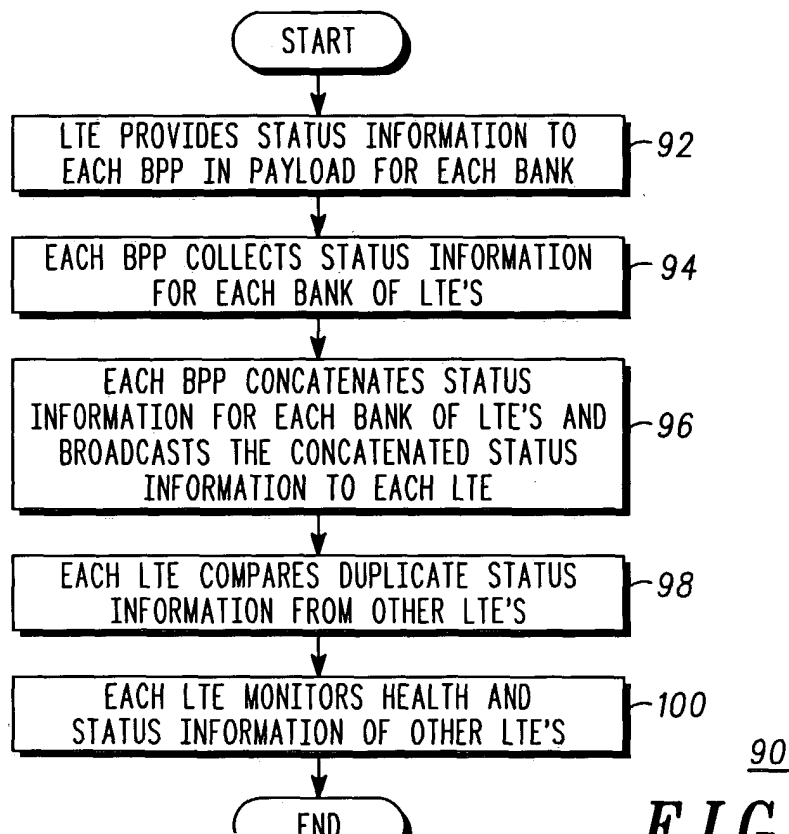 START
LTE PROVIDES STATUS INFORMATION TO
EACH BPP IN PAYLOAD FOR EACH BANK
92
EACH BPP COLLECTS STATUS INFORMATION
FOR EACH BANK OF LTE'S
94
EACH BPP CONCATENATES STATUS
INFORMATION FOR EACH BANK OF LTE'S AND
BROADCASTS THE CONCATENATED STATUS
INFORMATION TO EACH LTE
96
EACH LTE COMPARES DUPLICATE STATUS
INFORMATION FROM OTHER LTE'S
98
EACH LTE MONITORS HEALTH AND
STATUS INFORMATION OF OTHER LTE'S
100
90
END
FIG